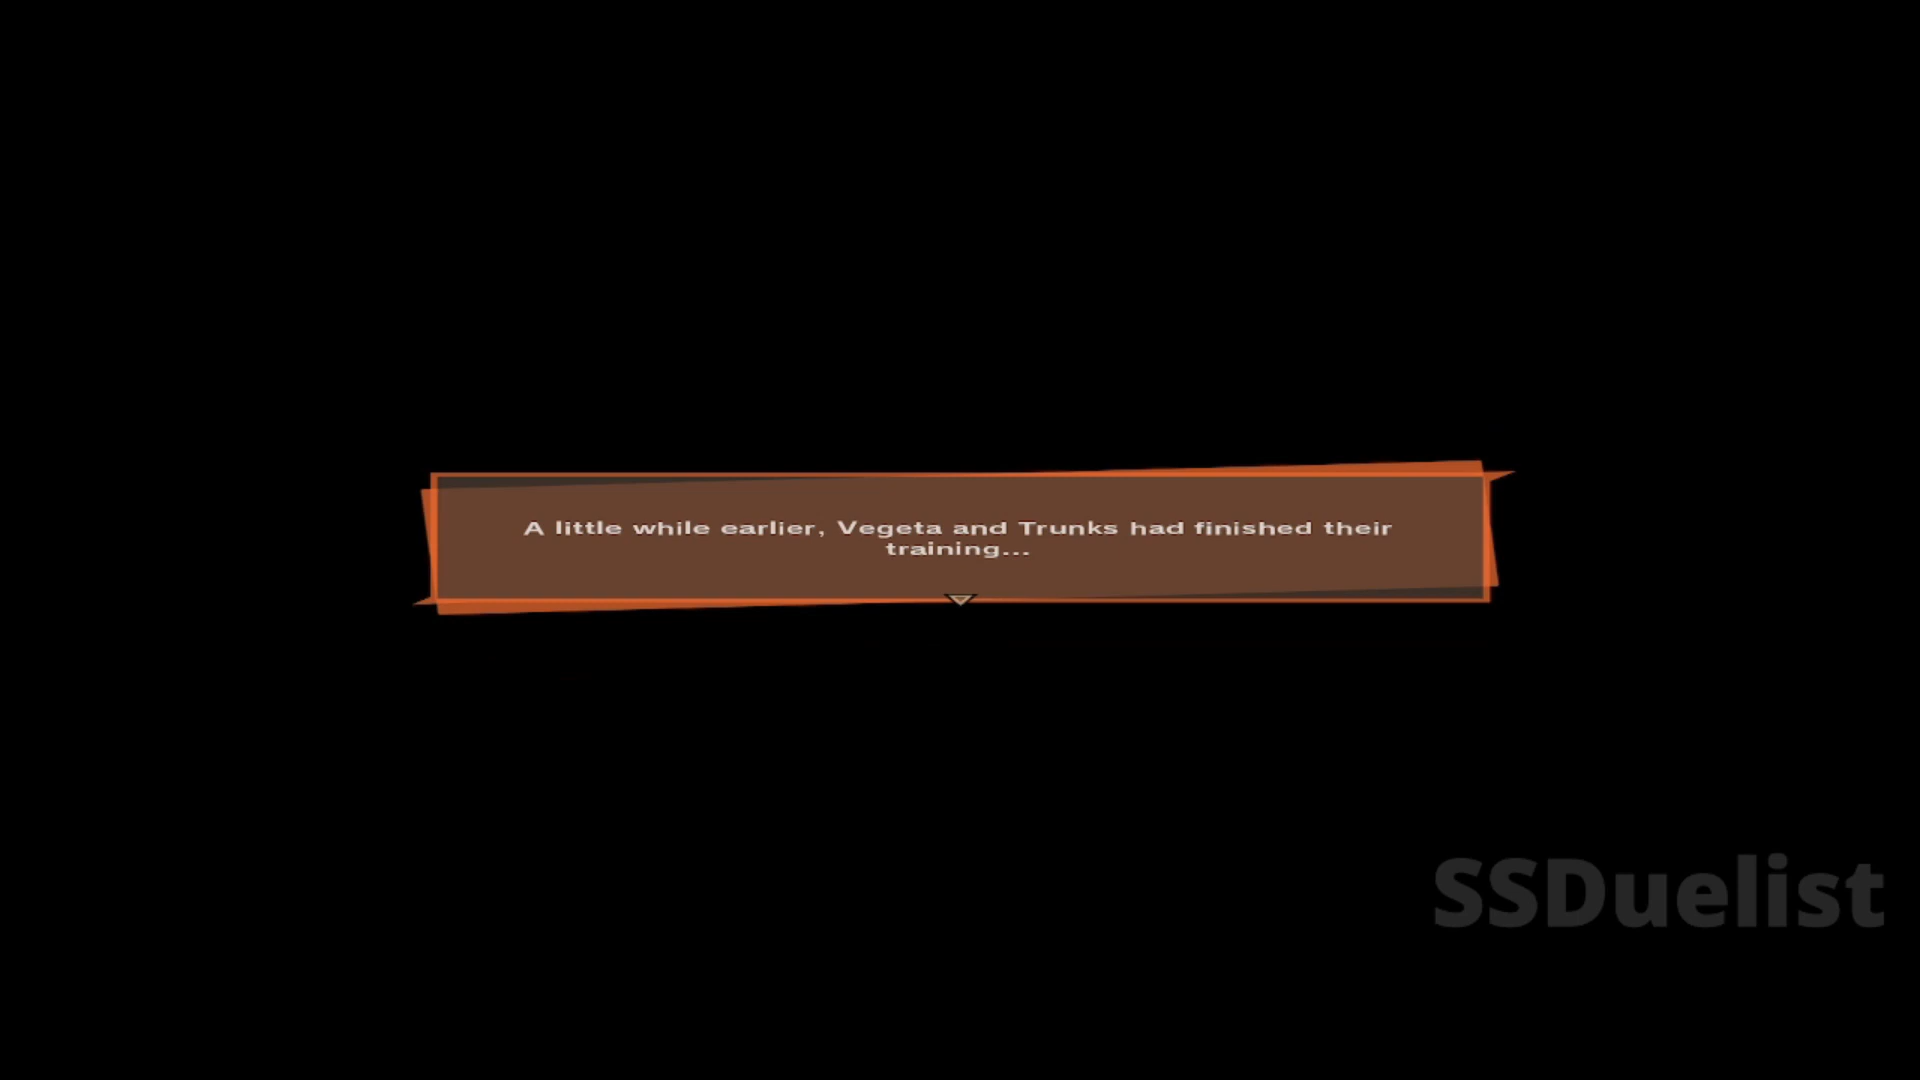 A little while earlier, Vegeta and Trunks had finished their
training...
SSDuelist